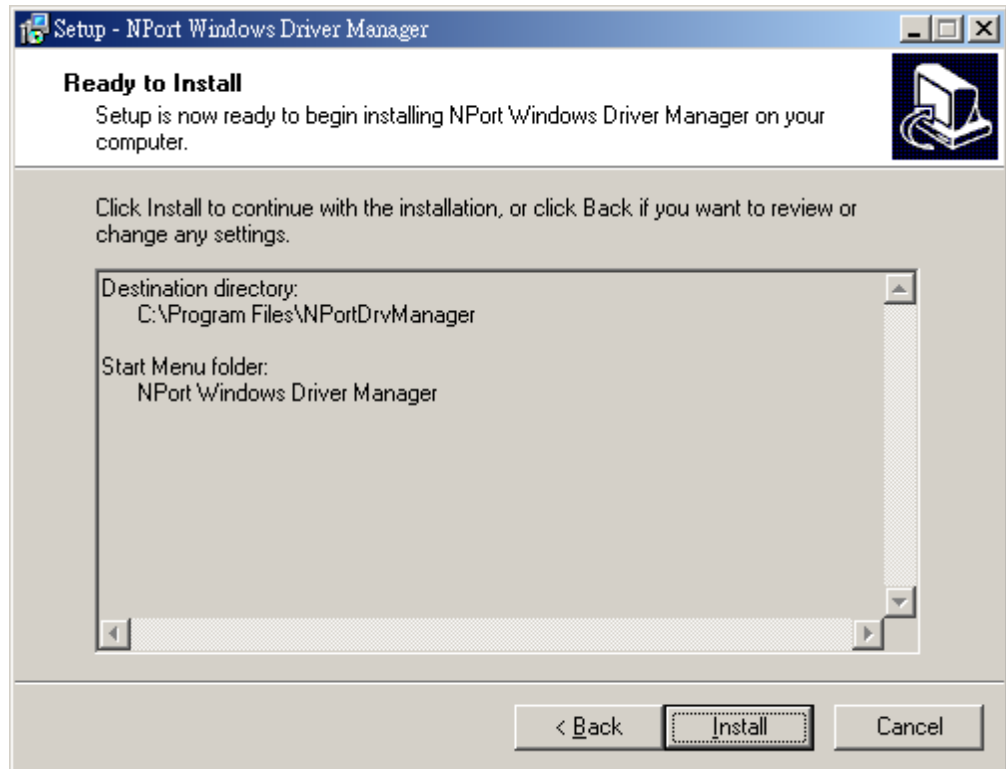 Setup - NPort Windows Driver Manager
Ready to Install
Setup is now ready to begin installing NPort Windows Driver Manager on your
computer.
Click Install to continue with the installation, or click Back if you want to review or
change any settings.
Destination directory:
C:\Program Files\NPortDrvManager
Start Menu folder:
NPort Windows Driver Manager
< Back
Install
Cancel